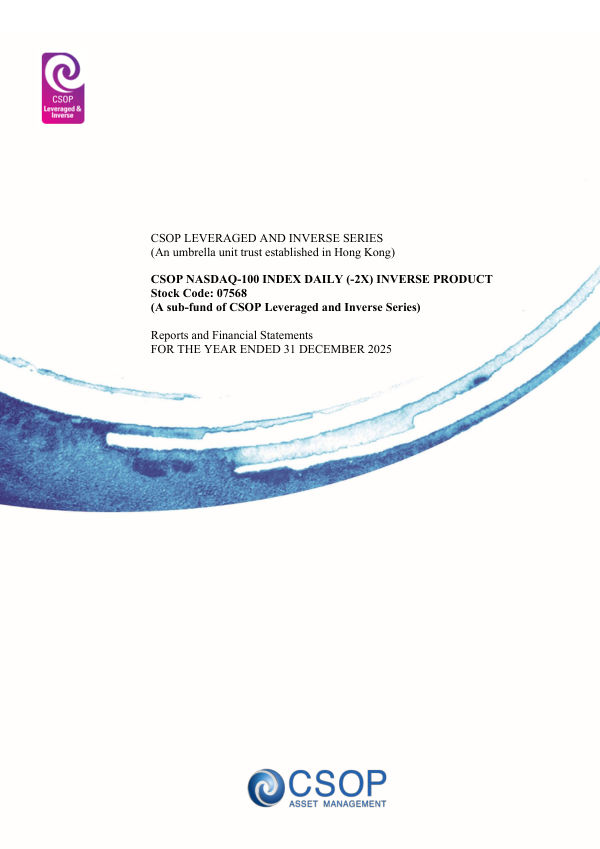 CSOP
Leveraged &
Inverse
CSOP LEVERAGED AND INVERSE SERIES
(An umbrella unit trust established in Hong Kong)
CSOP NASDAQ-100 INDEX DAILY (-2X) INVERSE PRODUCT
Stock Code: 07568
(A sub-fund of CSOP Leveraged and Inverse Series)
Reports and Financial Statements
FOR THE YEAR ENDED 31 DECEMBER 2025
CSOP
ASSET MANAGEMENT